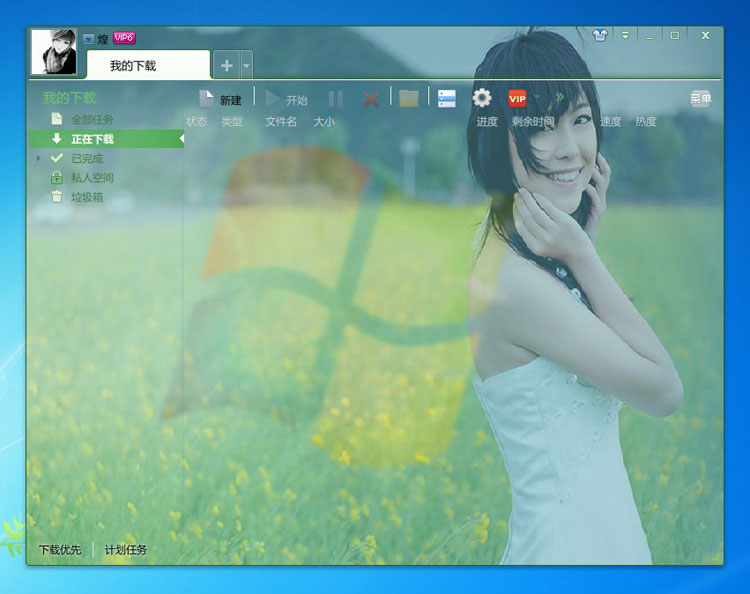 煌 VIP6
我的下载
我的下载
新建 开始 VIP 菜单
状态 类型 文件名 大小 进度 剩余时间 速度 热度
全部任务
正在下载
已完成
私人空间
垃圾箱
下载优先 计划任务